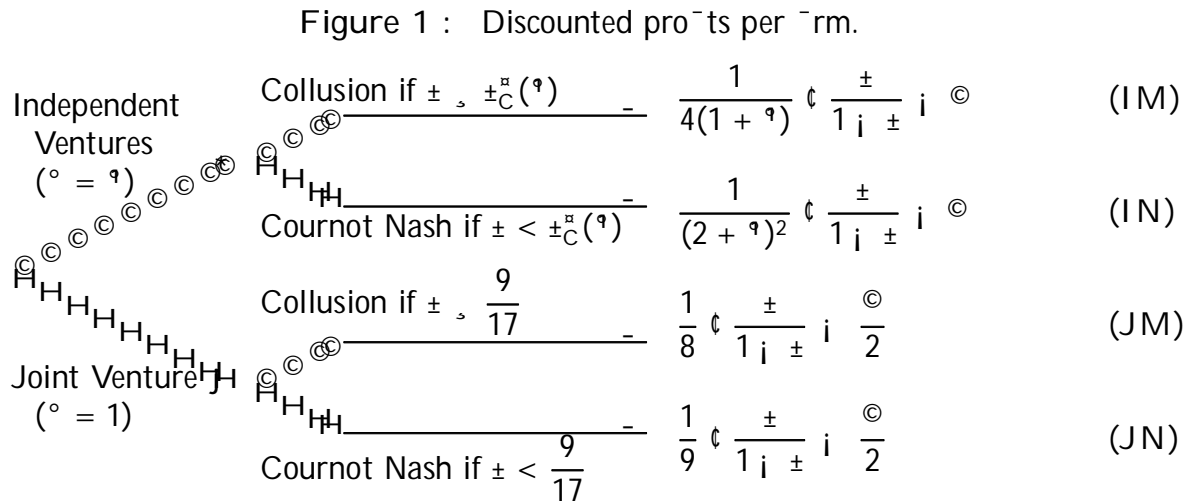 Figure 1 : Discounted pro¯ts per ¯rm.
Independent
Ventures
(° = ¶)
Collusion if ± ¸ ±¤C(¶)
1 / 4(1 + ¶) ¢ ± / 1 ¡ ± ¡ © (IM)
Cournot Nash if ± < ±¤C(¶)
1 / (2 + ¶)2 ¢ ± / 1 ¡ ± ¡ © (IN)
Collusion if ± ¸ 9/17
1/8 ¢ ± / 1 ¡ ± ¡ ©/2 (JM)
Joint Venture J
(° = 1)
Cournot Nash if ± < 9/17
1/9 ¢ ± / 1 ¡ ± ¡ ©/2 (JN)